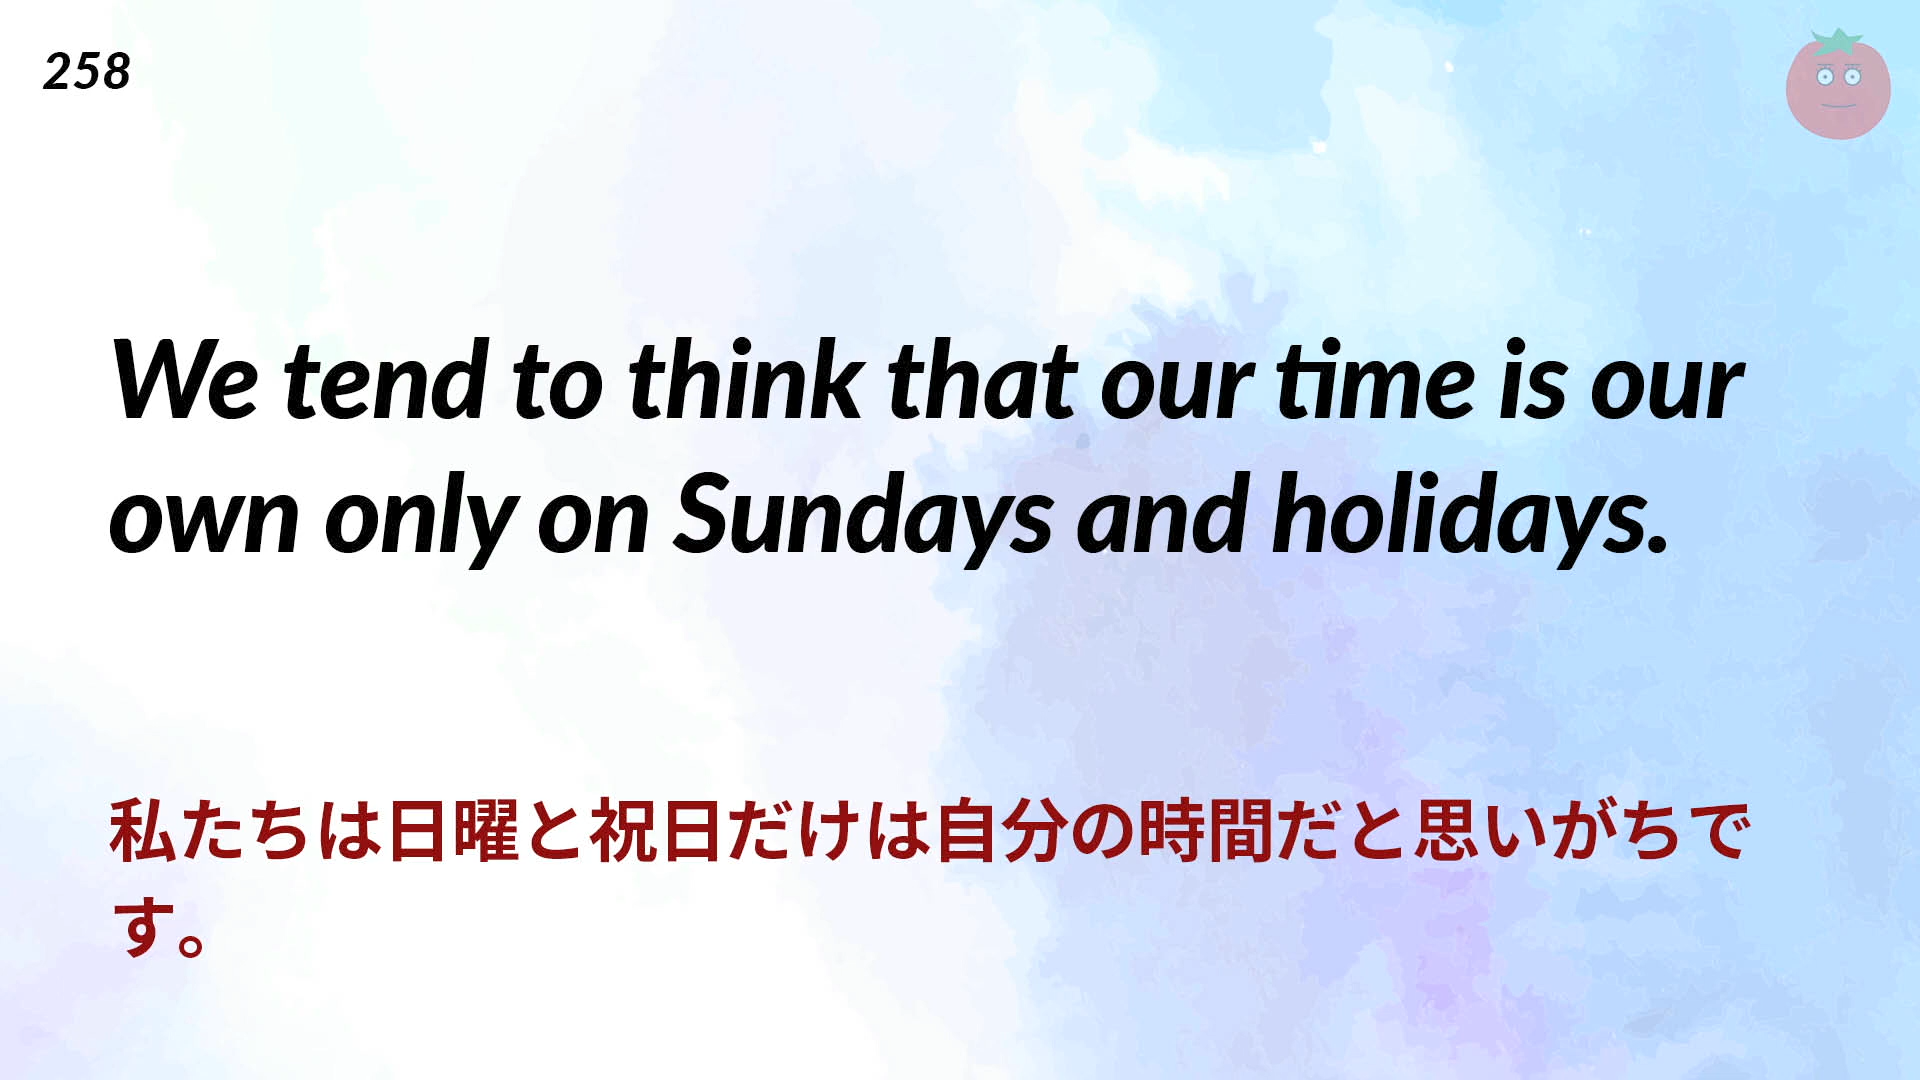 258
We tend to think that our time is our
own only on Sundays and holidays.
私たちは日曜と祝日だけは自分の時間だと思いがちで
す。